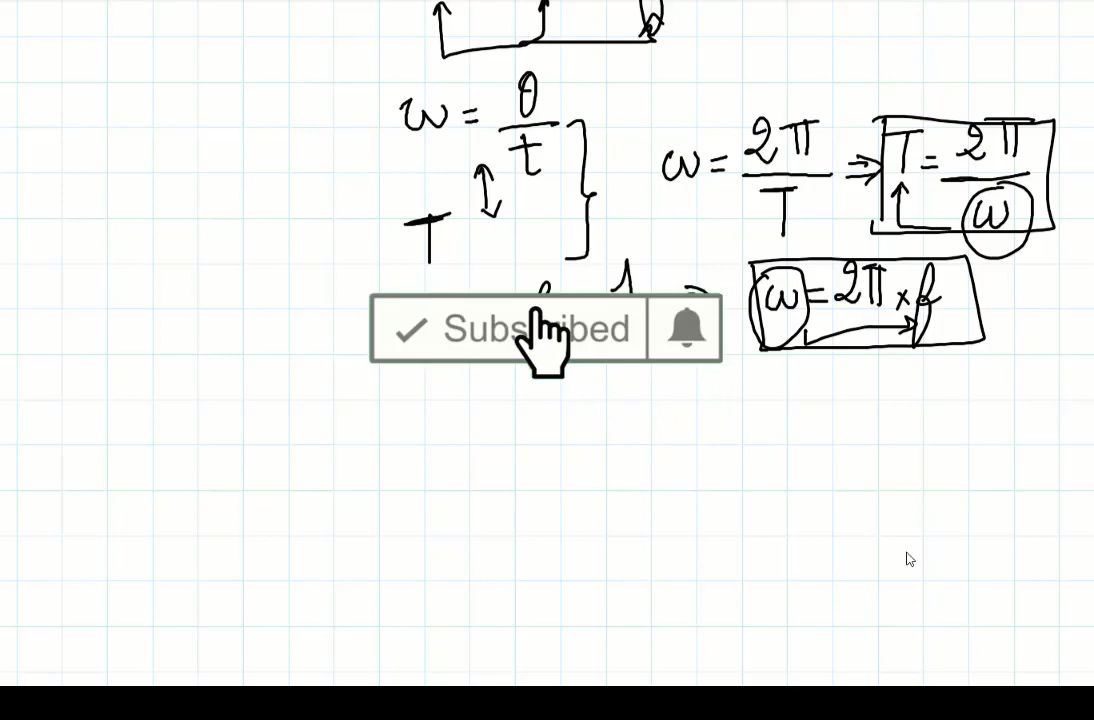 ω = θ/t
ω = 2π/T ⇒ T = 2π/ω
T
ω = 2π × f
Subscribed